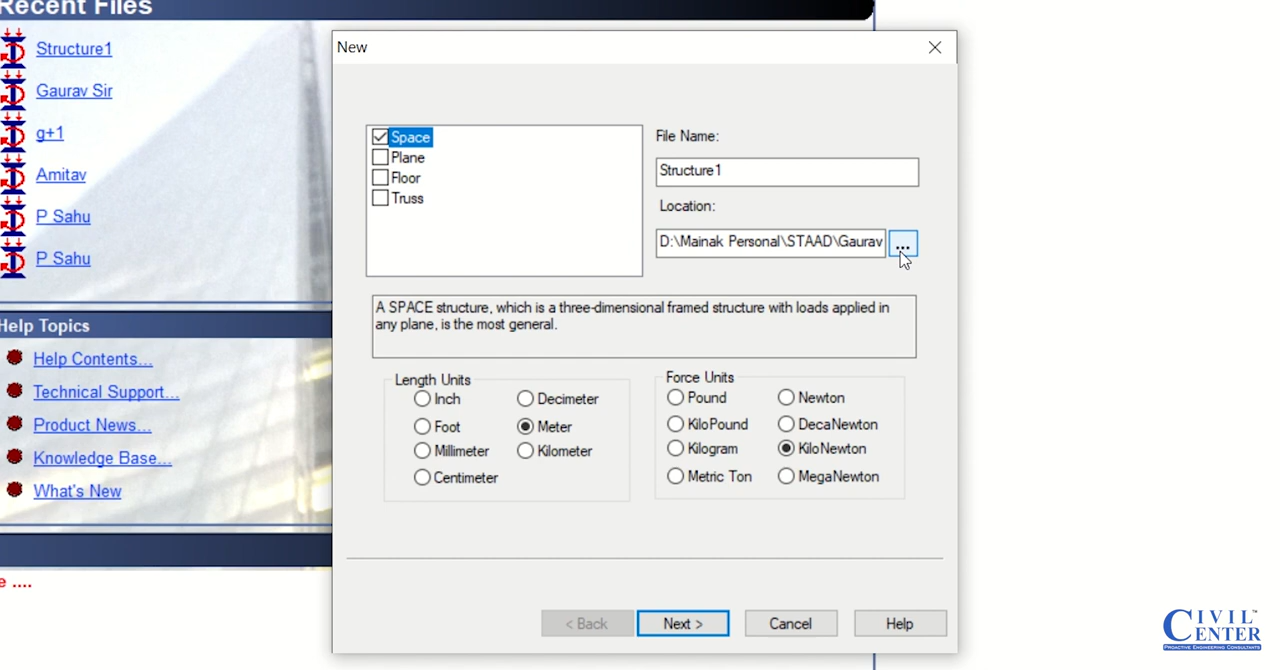 Recent Files
Structure1
Gaurav Sir
g+1
Amitav
P Sahu
P Sahu
Help Topics
Help Contents...
Technical Support...
Product News...
Knowledge Base...
What's New
e ....
New
Space
Plane
Floor
Truss
File Name:
Structure1
Location:
D:\Mainak Personal\STAAD\Gaurav
...
A SPACE structure, which is a three-dimensional framed structure with loads applied in
any plane, is the most general.
Length Units
Inch
Decimeter
Foot
Meter
Millimeter
Kilometer
Centimeter
Force Units
Pound
Newton
KiloPound
DecaNewton
Kilogram
KiloNewton
Metric Ton
MegaNewton
< Back
Next >
Cancel
Help
CIVIL™
CENTER
PROACTIVE ENGINEERING CONSULTANTS